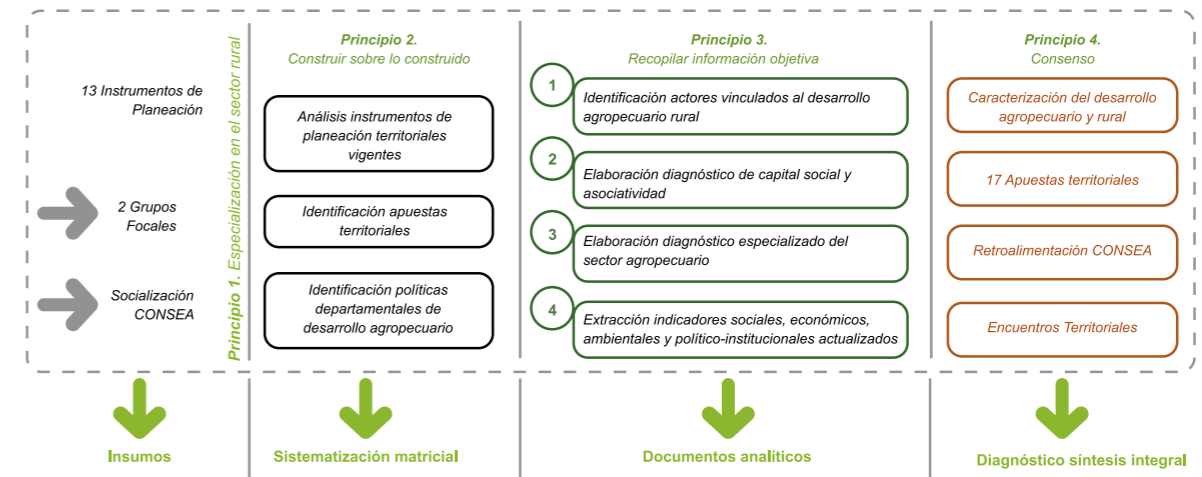 13 Instrumentos de
Planeación
2 Grupos
Focales
Socialización
CONSEA
Principio 1. Especialización en el sector rural
Principio 2.
Construir sobre lo construido
Análisis instrumentos de
planeación territoriales
vigentes
Identificación apuestas
territoriales
Identificación políticas
departamentales de
desarrollo agropecuario
Principio 3.
Recopilar información objetiva
1
Identificación actores vinculados al desarrollo
agropecuario rural
2
Elaboración diagnóstico de capital social y
asociatividad
3
Elaboración diagnóstico especializado del
sector agropecuario
4
Extracción indicadores sociales, económicos,
ambientales y político-institucionales actualizados
Principio 4.
Consenso
Caracterización del desarrollo
agropecuario y rural
17 Apuestas territoriales
Retroalimentación CONSEA
Encuentros Territoriales
Insumos
Sistematización matricial
Documentos analíticos
Diagnóstico síntesis integral